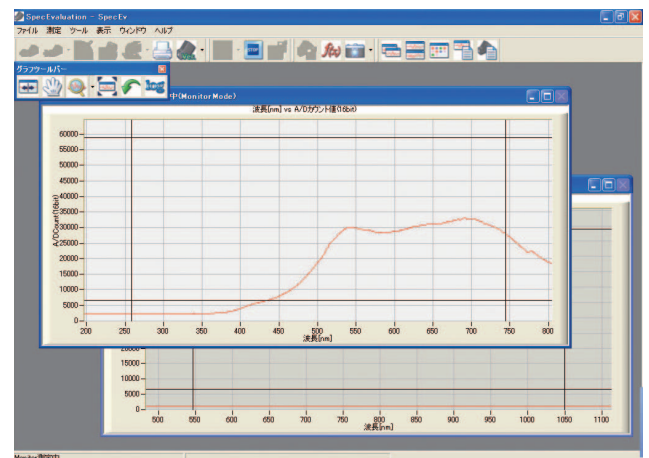 SpecEvaluation - SpecEv
ファイル 測定 ツール 表示 ウィンドウ ヘルプ
STOP
グラフツールバー
log
中(Monitor Mode)
波長[nm] vs A/Dカウント値(16bit)
60000
55000
50000
45000
40000
35000
30000
25000
20000
15000
10000
5000
0
A/DCount(16bit)
200 250 300 350 400 450 500 550 600 650 700 750 800
波長[nm]
20000
15000
10000
5000
0
500 550 600 650 700 750 800 850 900 950 1000 1050 1100
波長[nm]